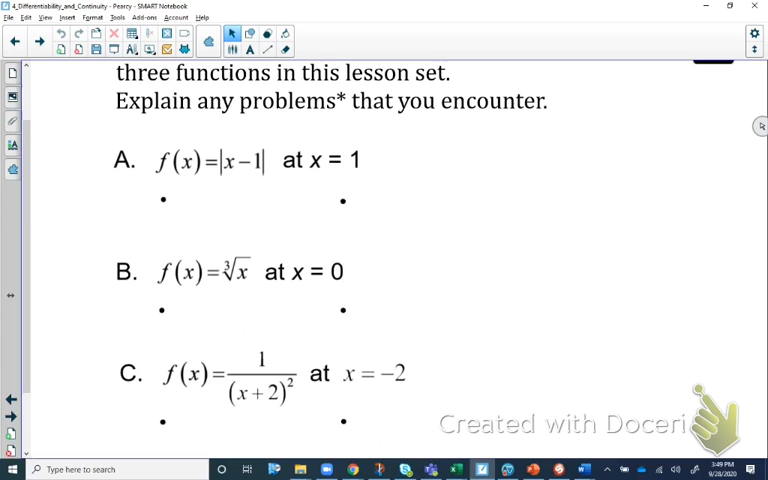 4_Differentiability_and_Continuity - Pearcy - SMART Notebook
File Edit View Insert Format Tools Add-ons Account Help
three functions in this lesson set.
Explain any problems* that you encounter.
A. f(x)=|x−1| at x = 1
B. f(x)=∛x at x = 0
C. f(x)=1/(x+2)² at x = −2
Created with Doceri
Type here to search
3:49 PM
9/28/2020